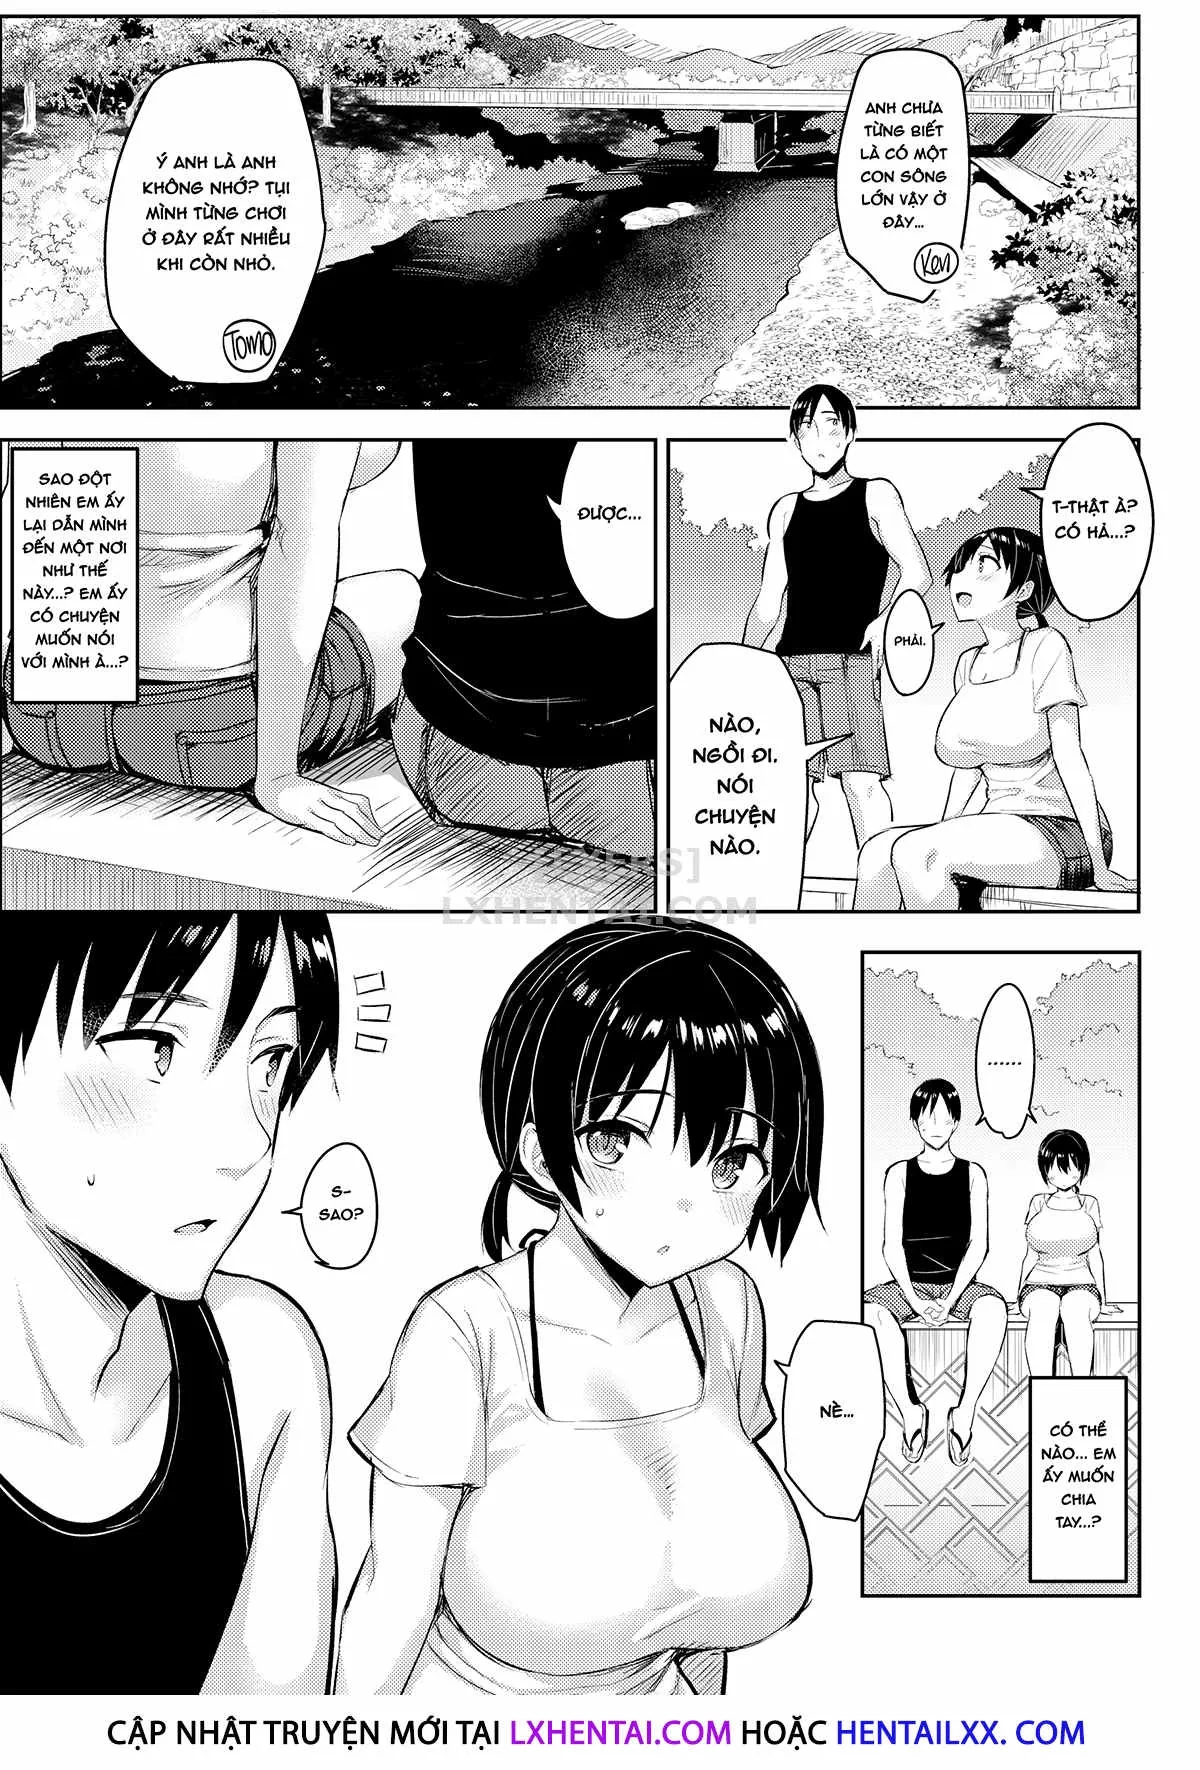 ANH CHƯA
TỪNG BIẾT
LÀ CÓ MỘT
CON SÔNG
LỚN VẬY Ở
ĐÂY...
Ken
Ý ANH LÀ ANH
KHÔNG NHỚ? TỤI
MÌNH TỪNG CHƠI
Ở ĐÂY RẤT NHIỀU
KHI CÒN NHỎ.
TOMO
T-THẬT À?
CÓ HẢ...?
PHẢI.
NÀO,
NGỒI ĐI.
NÓI
CHUYỆN
NÀO.
ĐƯỢC...
SAO ĐỘT
NHIÊN EM ẤY
LẠI DẪN MÌNH
ĐẾN MỘT NƠI
NHƯ THẾ
NÀY...? EM ẤY
CÓ CHUYỆN
MUỐN NÓI
VỚI MÌNH À...?
LXHENTAI.COM
......
CÓ THỂ
NÀO... EM
ẤY MUỐN
CHIA
TAY...?
NÈ...
S-
SAO?
CẬP NHẬT TRUYỆN MỚI TẠI LXHENTAI.COM HOẶC HENTAILXX. COM